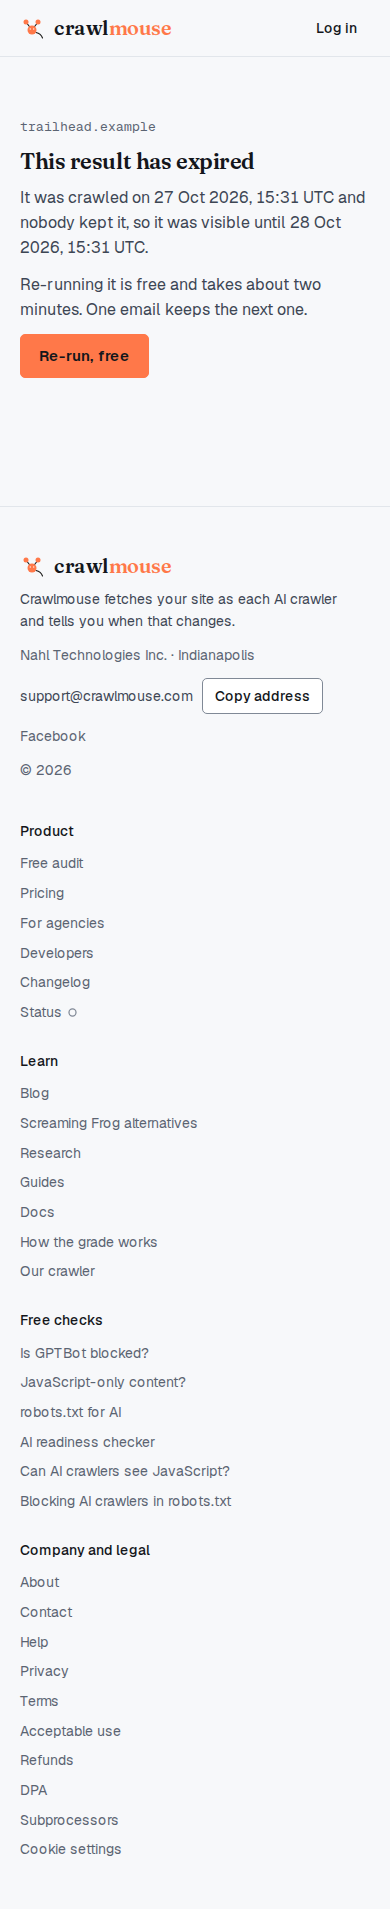 crawlmouse
Log in
trailhead.example
This result has expired
It was crawled on 27 Oct 2026, 15:31 UTC and
nobody kept it, so it was visible until 28 Oct
2026, 15:31 UTC.
Re-running it is free and takes about two
minutes. One email keeps the next one.
Re-run, free
crawlmouse
Crawlmouse fetches your site as each AI crawler
and tells you when that changes.
Nahl Technologies Inc. · Indianapolis
support@crawlmouse.com
Copy address
Facebook
© 2026
Product
Free audit
Pricing
For agencies
Developers
Changelog
Status
Learn
Blog
Screaming Frog alternatives
Research
Guides
Docs
How the grade works
Our crawler
Free checks
Is GPTBot blocked?
JavaScript-only content?
robots.txt for AI
AI readiness checker
Can AI crawlers see JavaScript?
Blocking AI crawlers in robots.txt
Company and legal
About
Contact
Help
Privacy
Terms
Acceptable use
Refunds
DPA
Subprocessors
Cookie settings